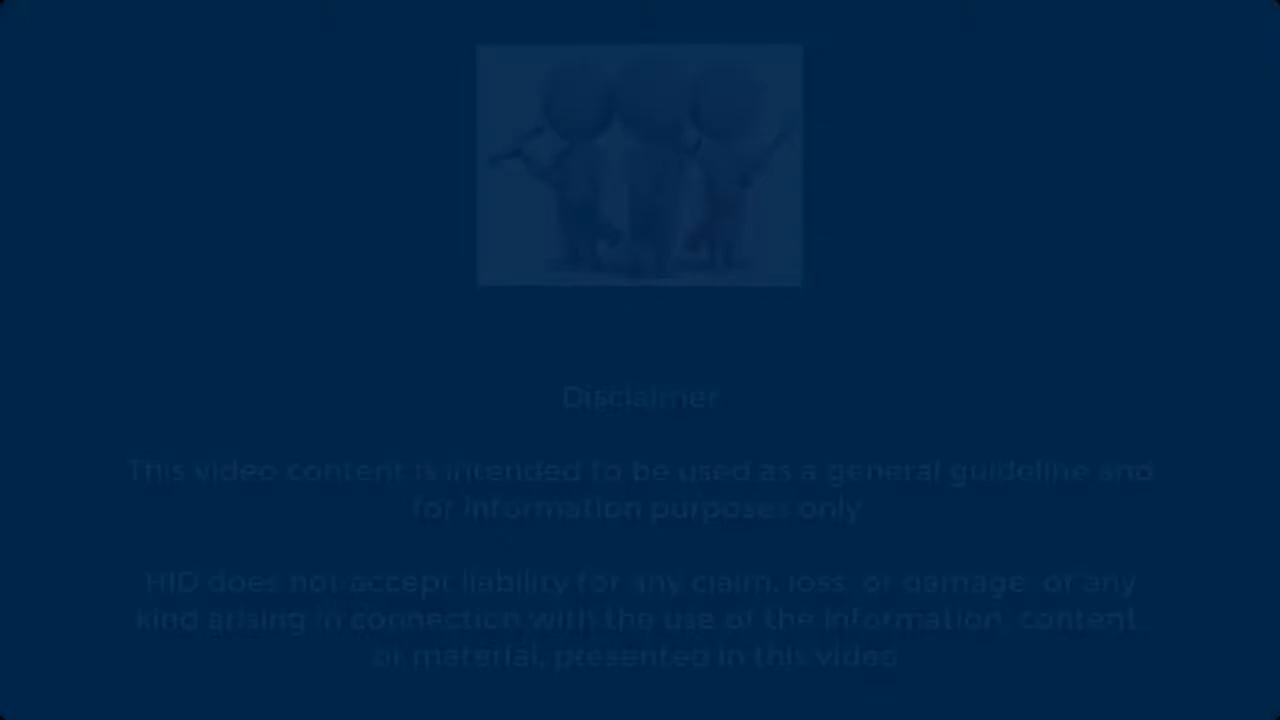 Disclaimer
This video content is intended to be used as a general guideline and
for information purposes only
HID does not accept liability for any claim, loss or damage of any
kind arising in connection with the use of the information, content
or material, presented in this video